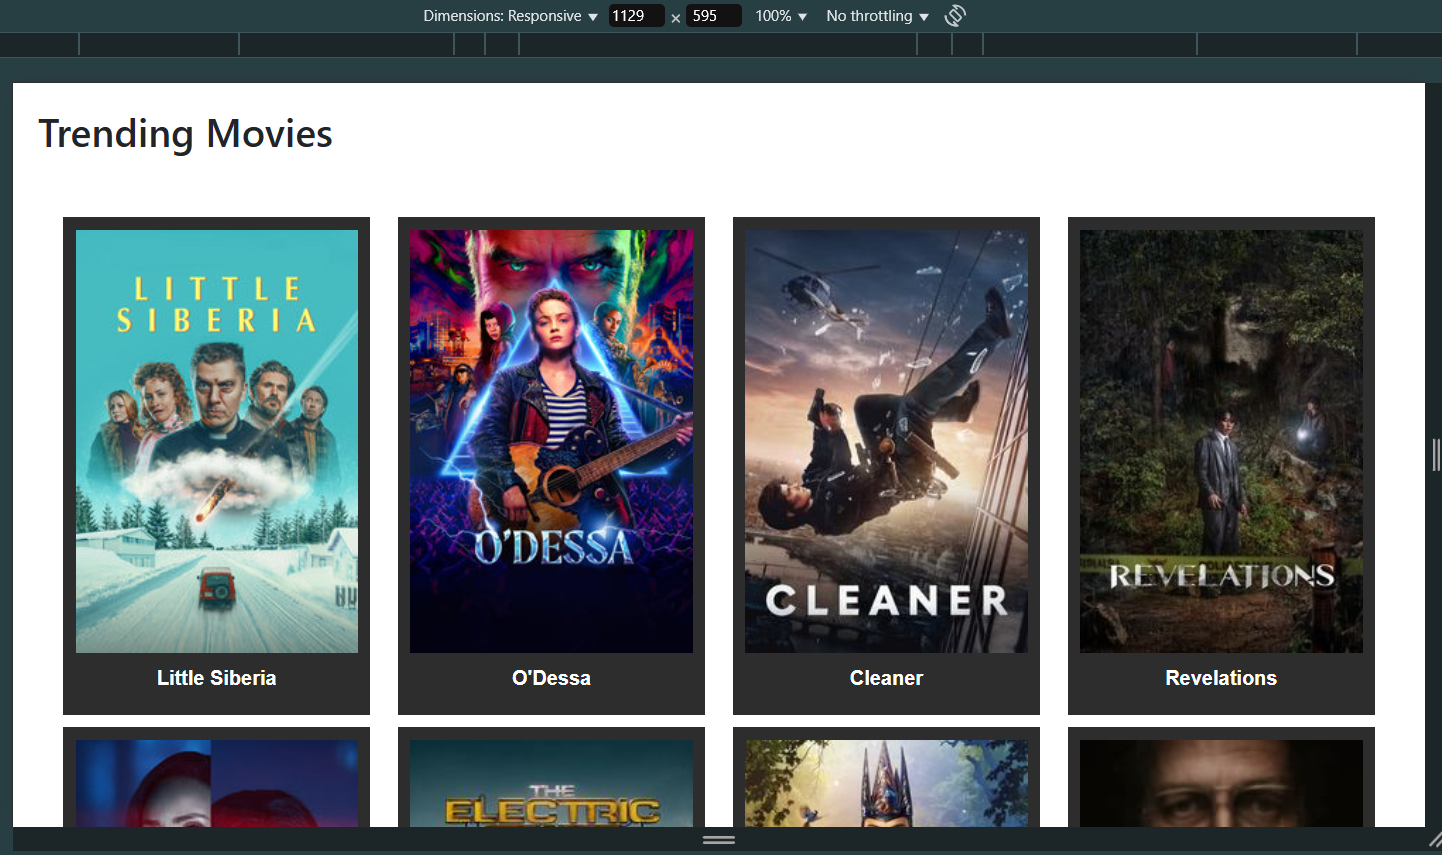 Dimensions: Responsive 1129 × 595 100% No throttling
Trending Movies
LITTLE
SIBERIA
O'DESSA
CLEANER
REVELATIONS
Little Siberia
O'Dessa
Cleaner
Revelations
THE
ELECTRIC